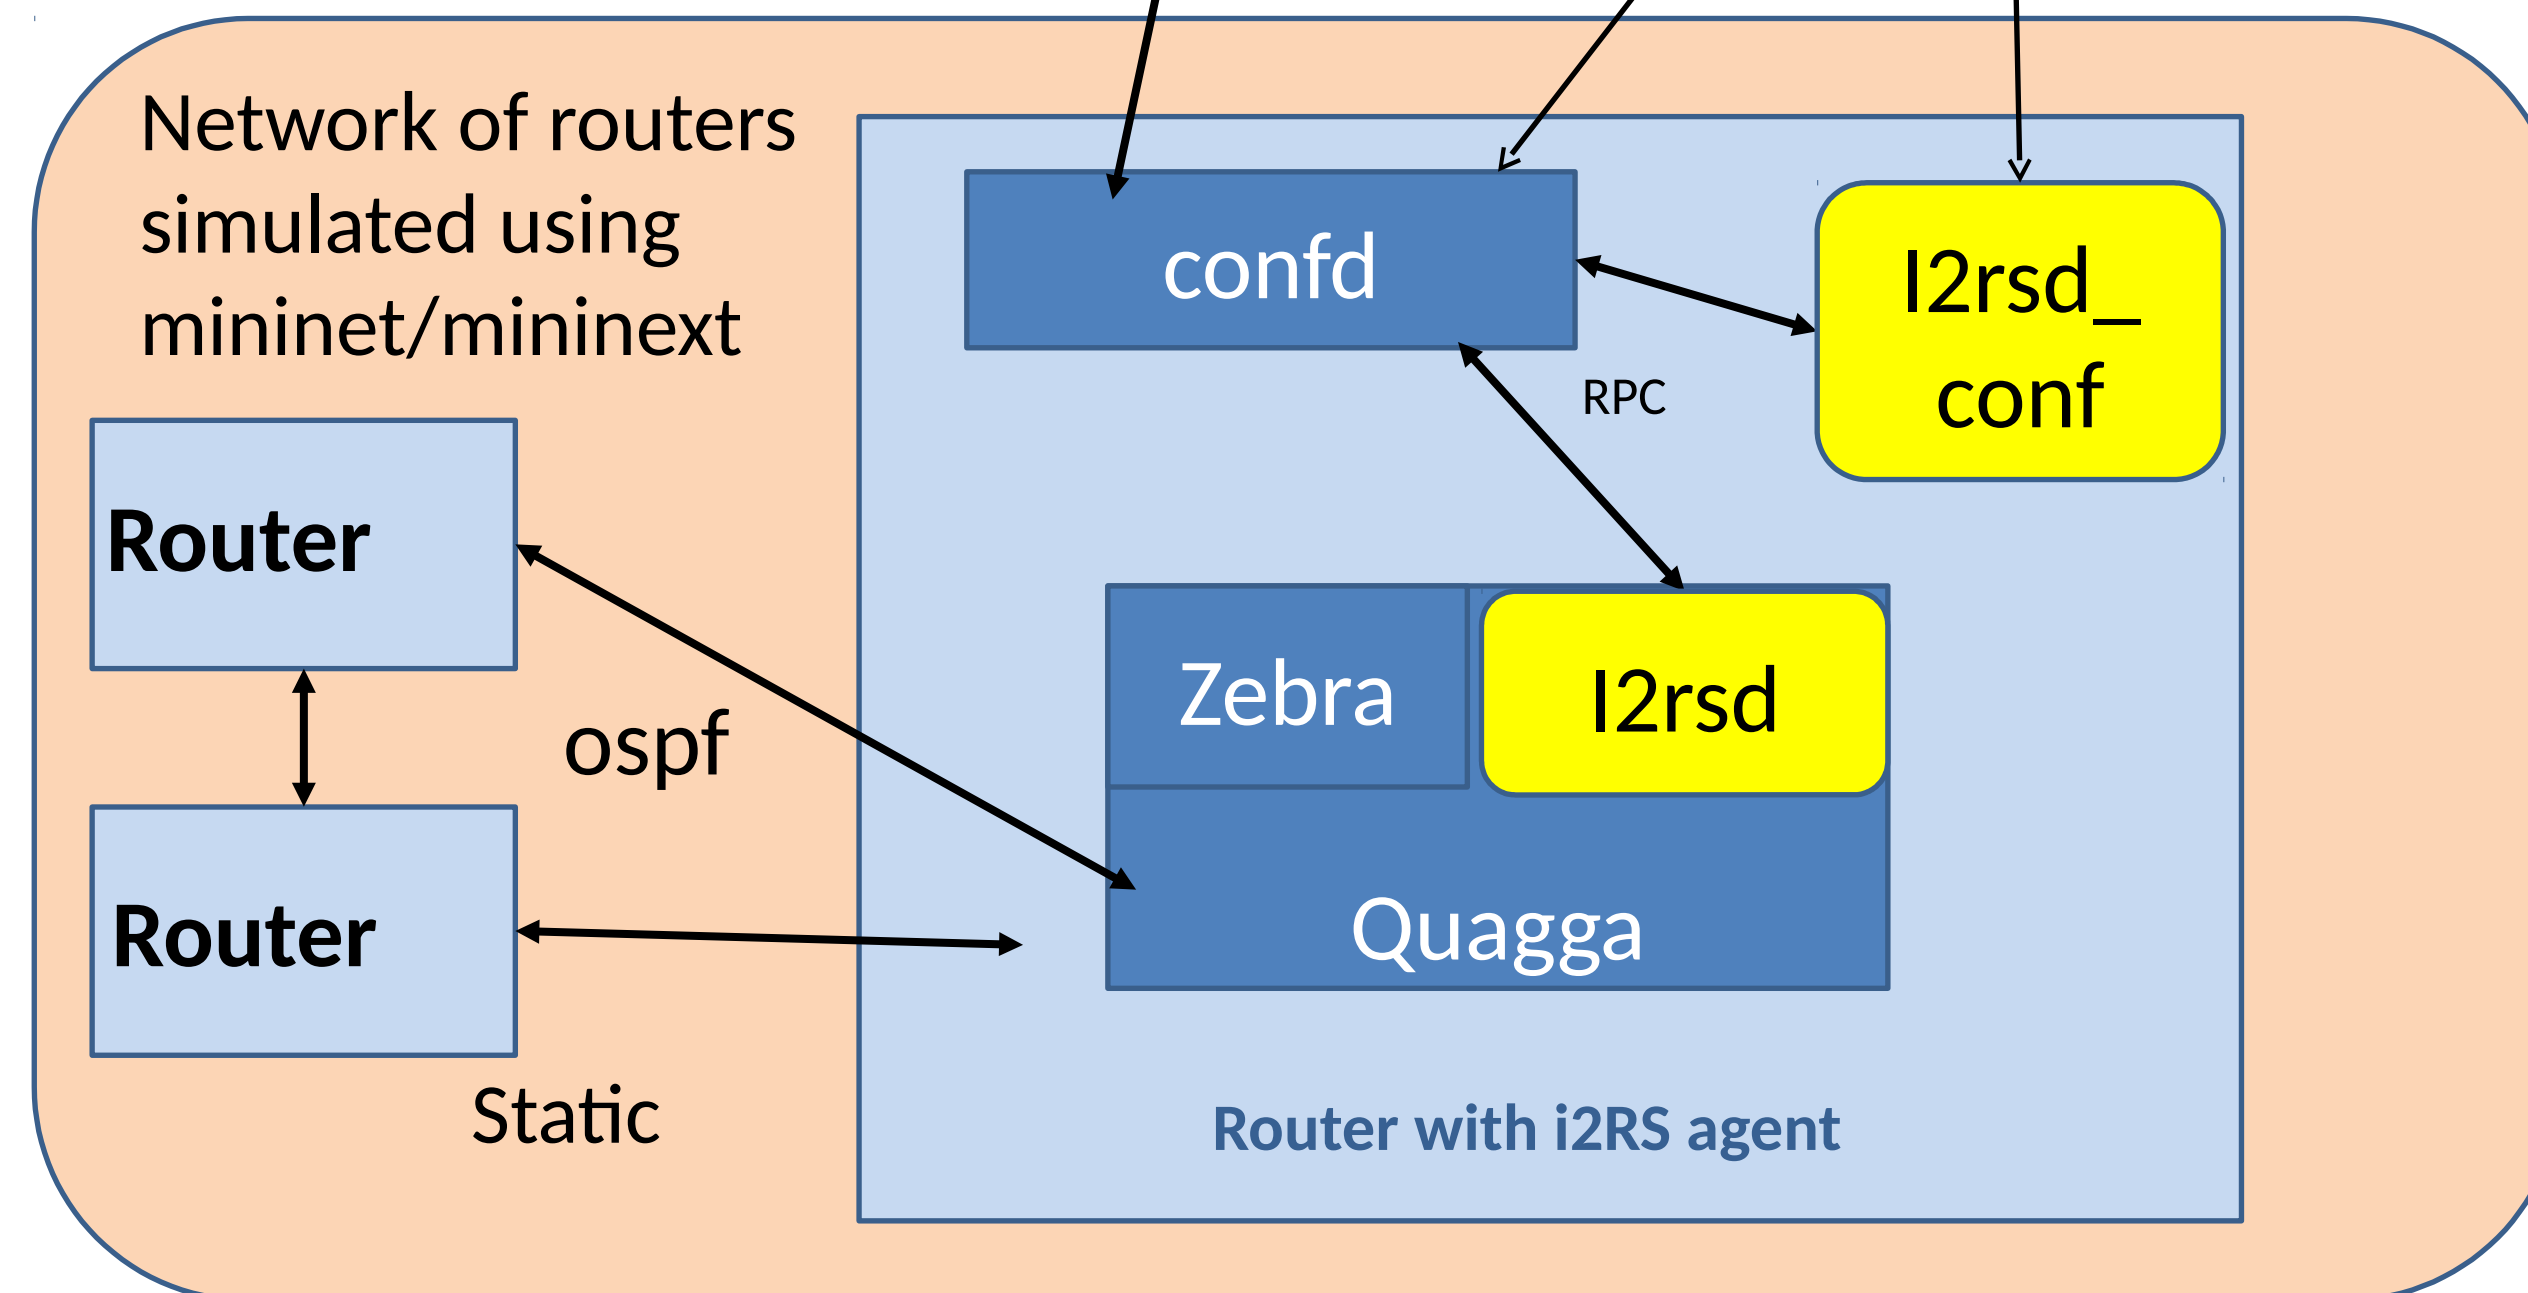 Network of routers
simulated using
mininet/mininext
confd
I2rsd_
conf
RPC
Router
Zebra
I2rsd
ospf
Router
Quagga
Static
Router with i2RS agent